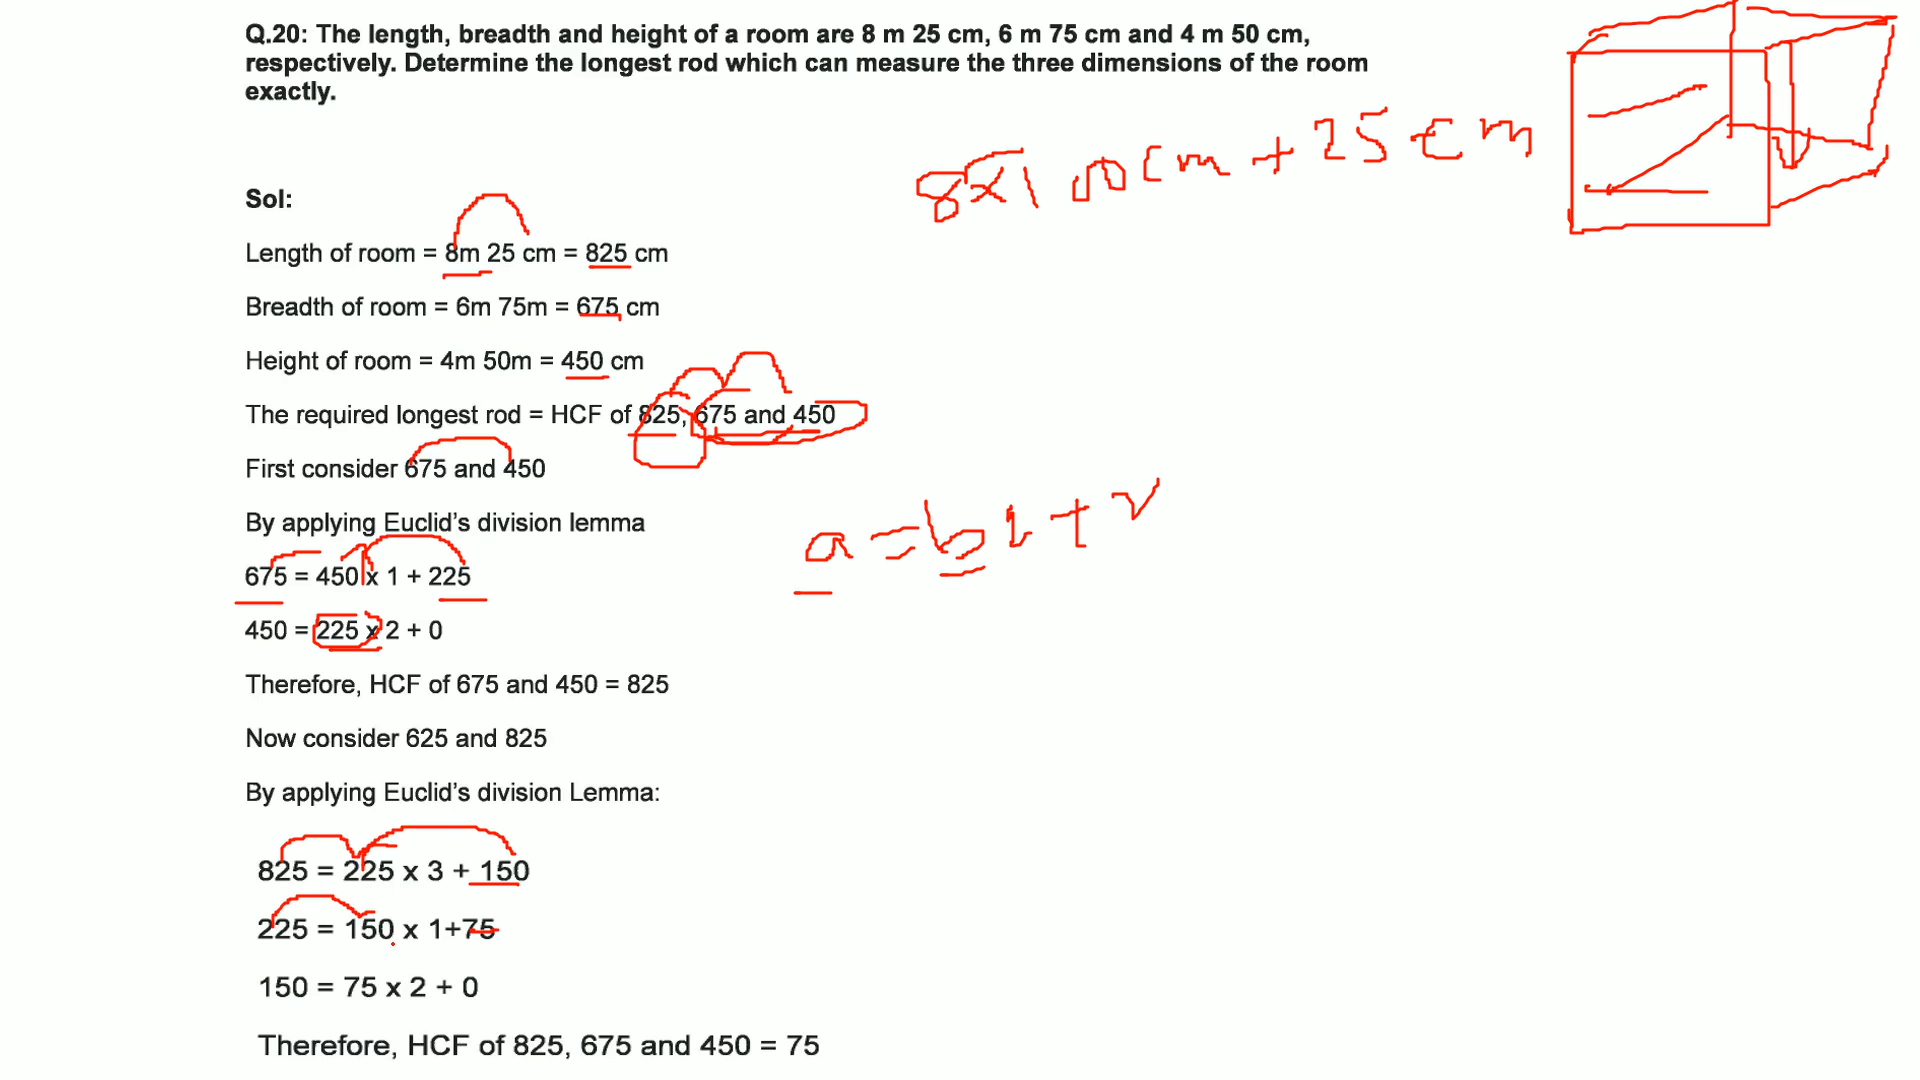 Q.20: The length, breadth and height of a room are 8 m 25 cm, 6 m 75 cm and 4 m 50 cm,
respectively. Determine the longest rod which can measure the three dimensions of the room
exactly.
8x100cm + 25cm
Sol:
Length of room = 8m 25 cm = 825 cm
Breadth of room = 6m 75m = 675 cm
Height of room = 4m 50m = 450 cm
The required longest rod = HCF of 825, 675 and 450
First consider 675 and 450
By applying Euclid’s division lemma
a = b + r
675 = 450 x 1 + 225
450 = 225 x 2 + 0
Therefore, HCF of 675 and 450 = 825
Now consider 625 and 825
By applying Euclid’s division Lemma:
825 = 225 x 3 + 150
225 = 150 x 1+75
150 = 75 x 2 + 0
Therefore, HCF of 825, 675 and 450 = 75